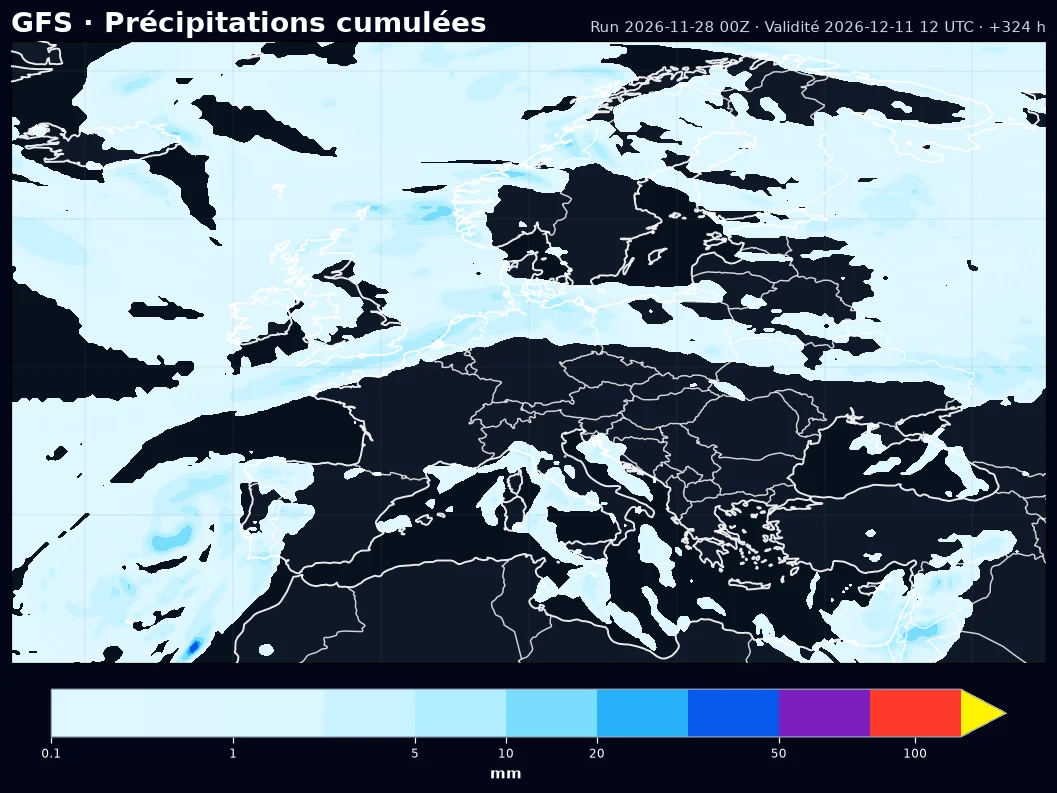 GFS · Précipitations cumulées
Run 2026-11-28 00Z · Validité 2026-12-11 12 UTC · +324 h
0.1 1 5 10 20 50 100
mm